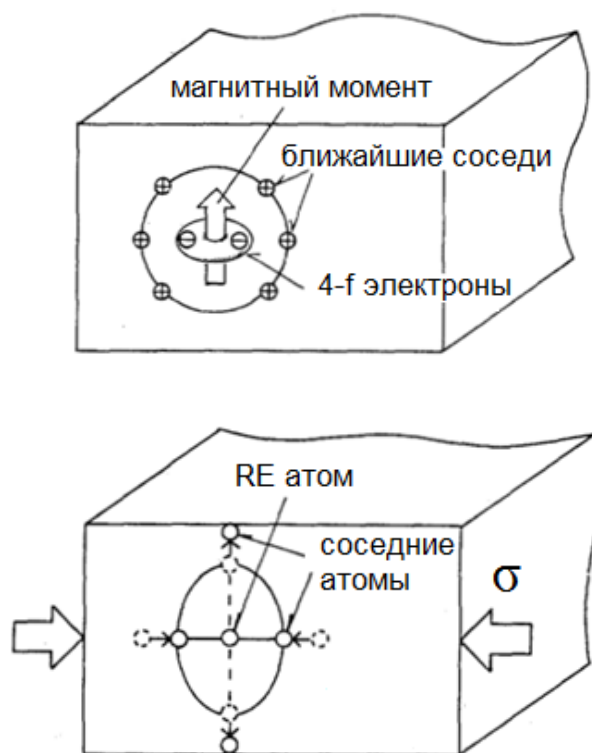 магнитный момент
ближайшие соседи
4-f электроны
RE атом
соседние
атомы
σ